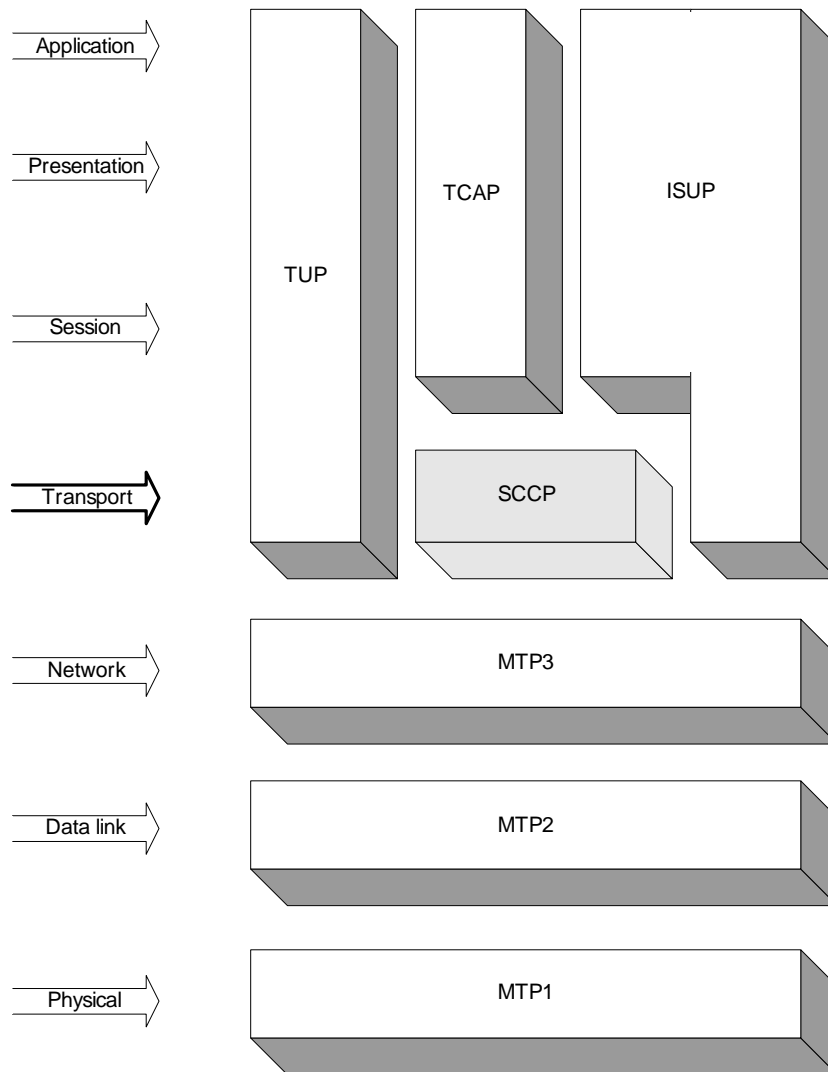 Application
Presentation
TCAP
ISUP
TUP
Session
Transport
SCCP
Network
MTP3
Data link
MTP2
Physical
MTP1